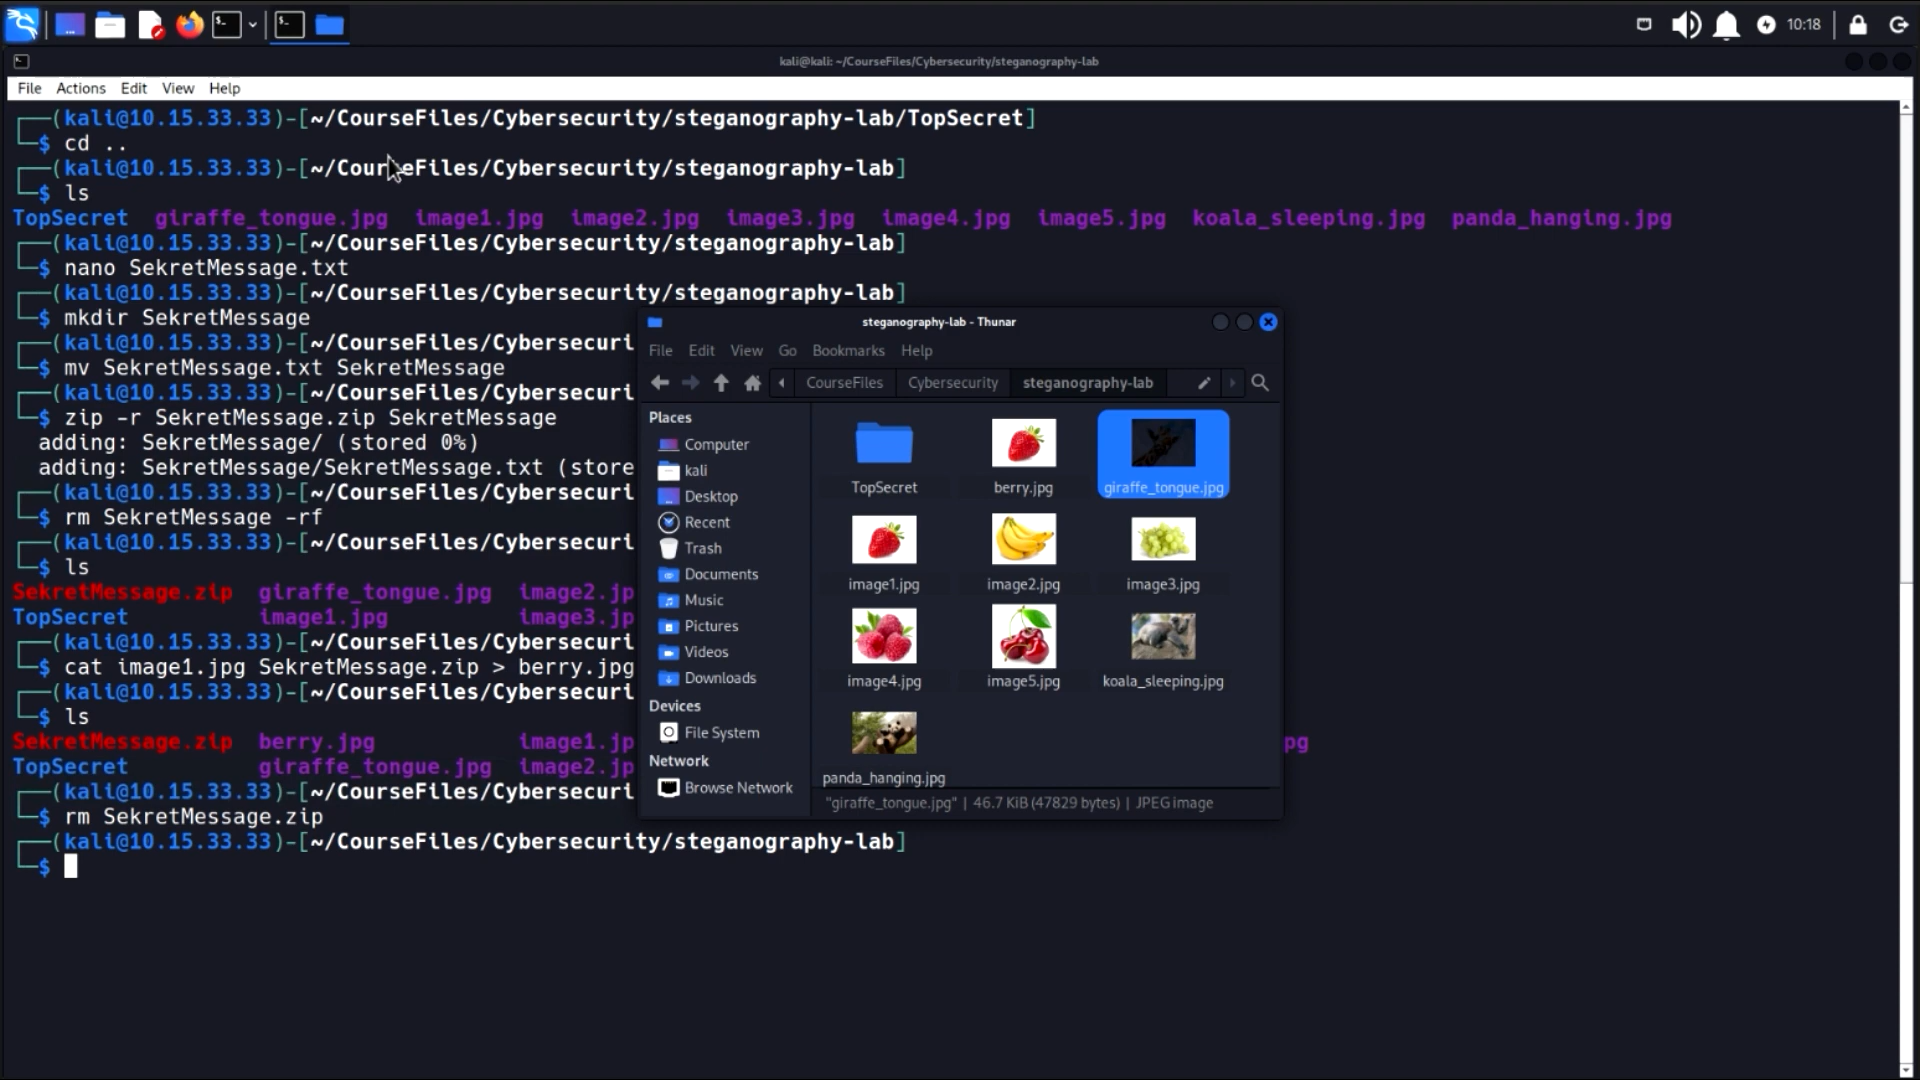 10:18
kali@kali: ~/CourseFiles/Cybersecurity/steganography-lab
File Actions Edit View Help
(kali@10.15.33.33)-[~/CourseFiles/Cybersecurity/steganography-lab/TopSecret]
$ cd ..
(kali@10.15.33.33)-[~/CourseFiles/Cybersecurity/steganography-lab]
$ ls
TopSecret giraffe_tongue.jpg image1.jpg image2.jpg image3.jpg image4.jpg image5.jpg koala_sleeping.jpg panda_hanging.jpg
(kali@10.15.33.33)-[~/CourseFiles/Cybersecurity/steganography-lab]
$ nano SekretMessage.txt
(kali@10.15.33.33)-[~/CourseFiles/Cybersecurity/steganography-lab]
$ mkdir SekretMessage
(kali@10.15.33.33)-[~/CourseFiles/Cybersecuri
$ mv SekretMessage.txt SekretMessage
(kali@10.15.33.33)-[~/CourseFiles/Cybersecuri
$ zip -r SekretMessage.zip SekretMessage
adding: SekretMessage/ (stored 0%)
adding: SekretMessage/SekretMessage.txt (store
(kali@10.15.33.33)-[~/CourseFiles/Cybersecuri
$ rm SekretMessage -rf
(kali@10.15.33.33)-[~/CourseFiles/Cybersecuri
$ ls
SekretMessage.zip giraffe_tongue.jpg image2.jp
TopSecret image1.jpg image3.jp
(kali@10.15.33.33)-[~/CourseFiles/Cybersecuri
$ cat image1.jpg SekretMessage.zip > berry.jpg
(kali@10.15.33.33)-[~/CourseFiles/Cybersecuri
$ ls
SekretMessage.zip berry.jpg image1.jp pg
TopSecret giraffe_tongue.jpg image2.jp
(kali@10.15.33.33)-[~/CourseFiles/Cybersecuri
$ rm SekretMessage.zip
(kali@10.15.33.33)-[~/CourseFiles/Cybersecurity/steganography-lab]
$
steganography-lab - Thunar
File Edit View Go Bookmarks Help
CourseFiles Cybersecurity steganography-lab
Places
Computer
kali
Desktop
Recent
Trash
Documents
Music
Pictures
Videos
Downloads
Devices
File System
Network
Browse Network
TopSecret berry.jpg giraffe_tongue.jpg
image1.jpg image2.jpg image3.jpg
image4.jpg image5.jpg koala_sleeping.jpg
panda_hanging.jpg
"giraffe_tongue.jpg" | 46.7 KiB (47829 bytes) | JPEG image